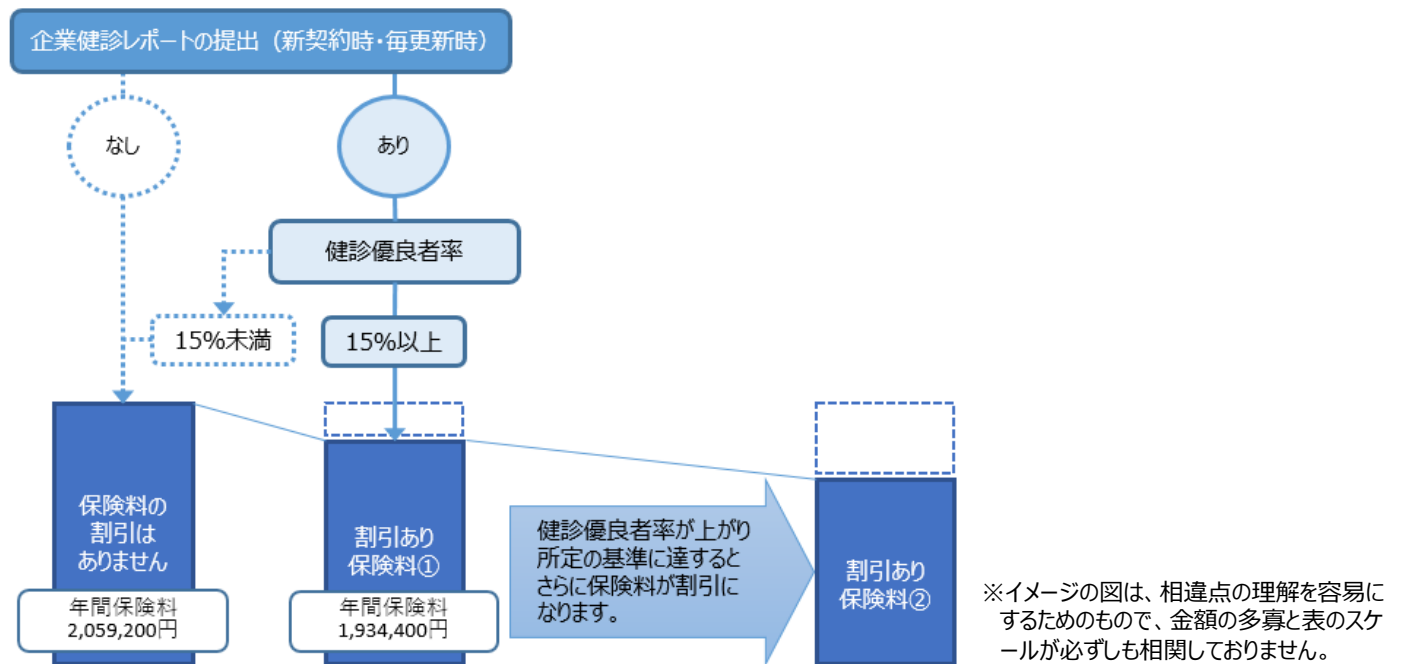 企業健診レポートの提出（新契約時・毎更新時）
なし
あり
健診優良者率
15%未満
15%以上
保険料の
割引は
ありません
年間保険料
2,059,200円
割引あり
保険料①
年間保険料
1,934,400円
健診優良者率が上がり
所定の基準に達すると
さらに保険料が割引に
なります。
割引あり
保険料②
※イメージの図は、相違点の理解を容易に
するためのもので、金額の多寡と表のスケ
ールが必ずしも相関しておりません。